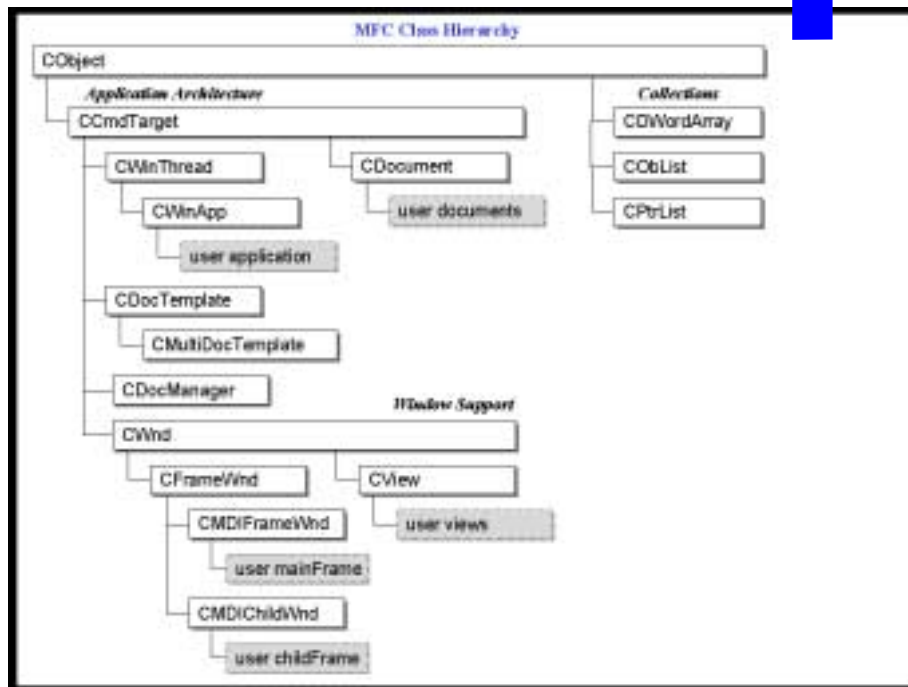 MFC Class Hierarchy
CObject
Application Architecture
Collections
CCmdTarget
CDWordArray
CWinThread
CDocument
CObList
CWinApp
user documents
CPtrList
user application
CDocTemplate
CMultiDocTemplate
CDocManager
Window Support
CWnd
CFrameWnd
CView
CMDIFrameWnd
user views
user mainFrame
CMDIChildWnd
user childFrame